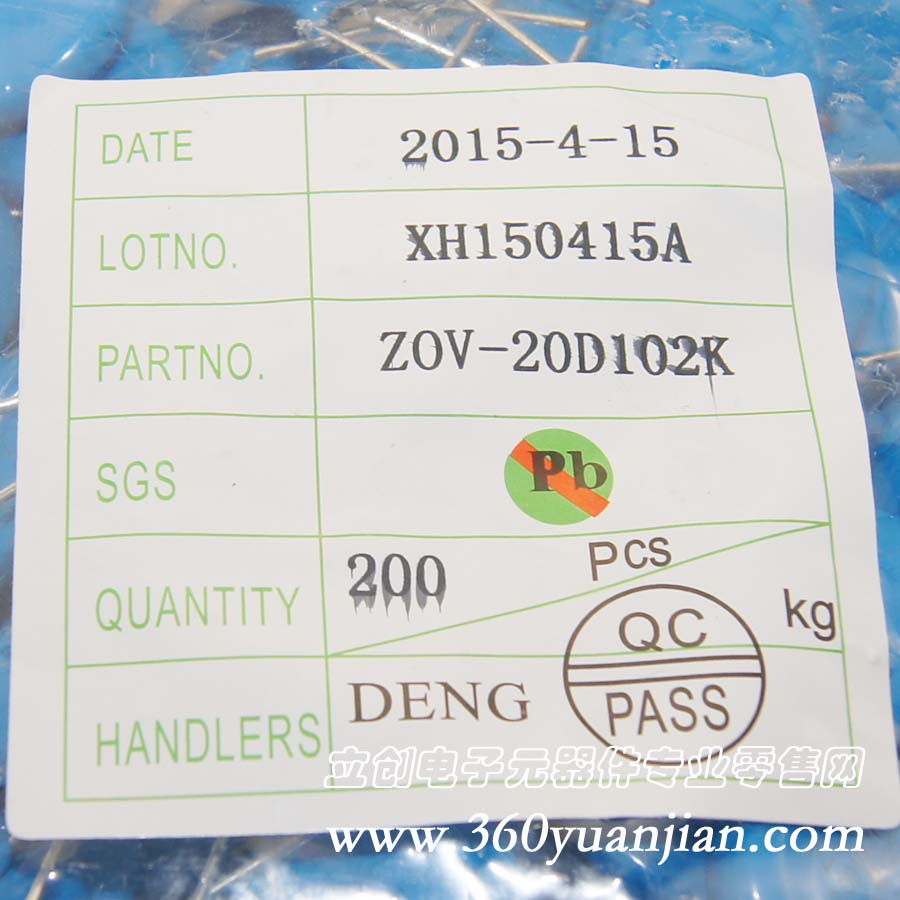 DATE 2015-4-15
LOTNO. XH150415A
PARTNO. ZOV-20D102K
SGS Pb
QUANTITY 200 PCS kg
QC
HANDLERS DENG PASS
立创电子元器件专业零售网
www.360yuanjian.com